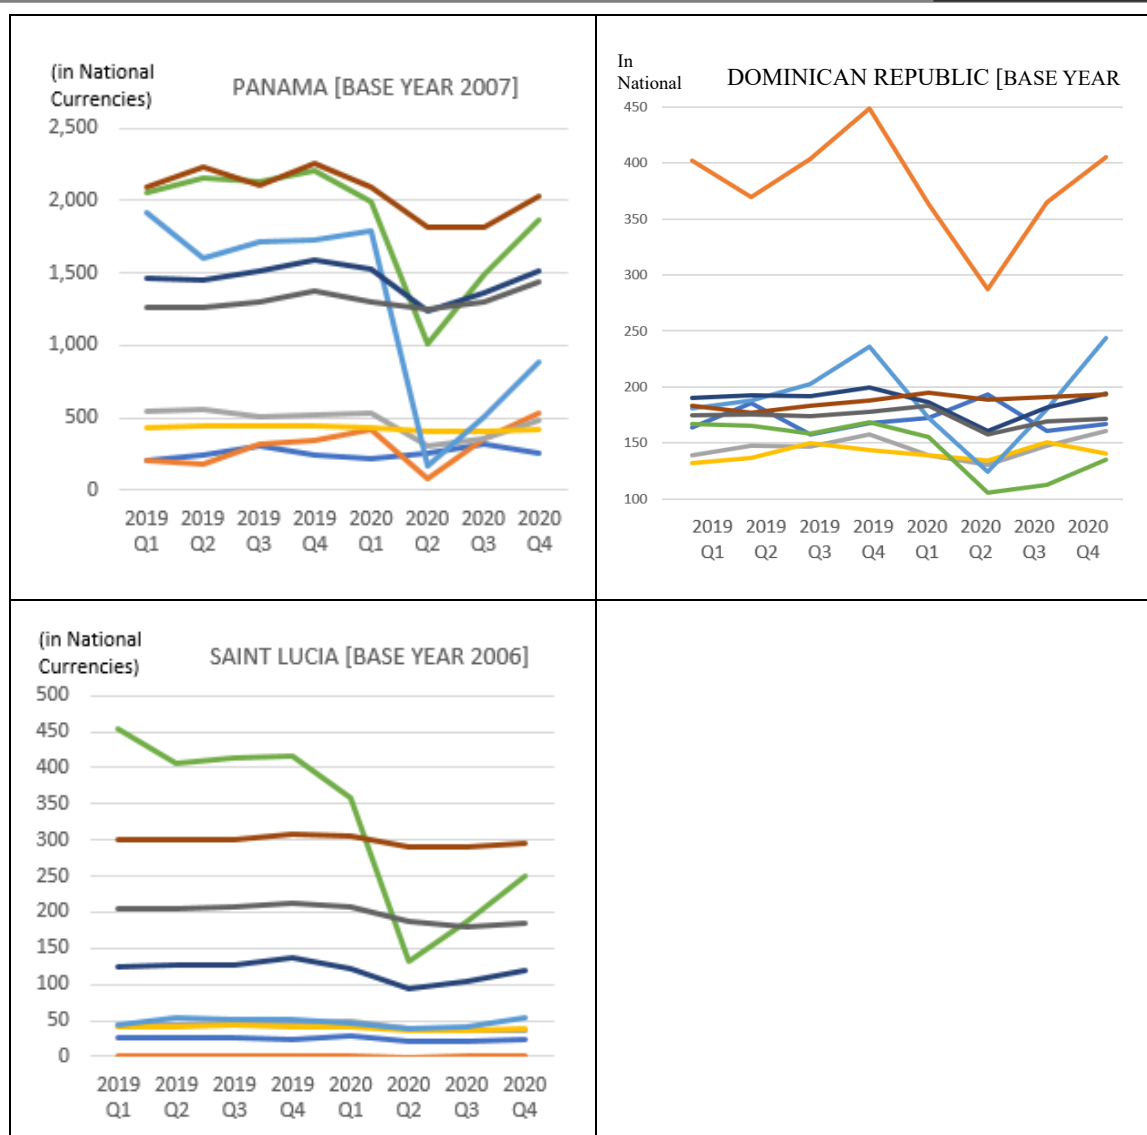 (in National
Currencies)
PANAMA [BASE YEAR 2007]
2,500
2,000
1,500
1,000
500
0
2019 2019 2019 2019 2020 2020 2020 2020
Q1 Q2 Q3 Q4 Q1 Q2 Q3 Q4
In
National
DOMINICAN REPUBLIC [BASE YEAR
450
400
350
300
250
200
150
100
2019 2019 2019 2019 2020 2020 2020 2020
Q1 Q2 Q3 Q4 Q1 Q2 Q3 Q4
(in National
Currencies)
SAINT LUCIA [BASE YEAR 2006]
500
450
400
350
300
250
200
150
100
50
0
2019 2019 2019 2019 2020 2020 2020 2020
Q1 Q2 Q3 Q4 Q1 Q2 Q3 Q4